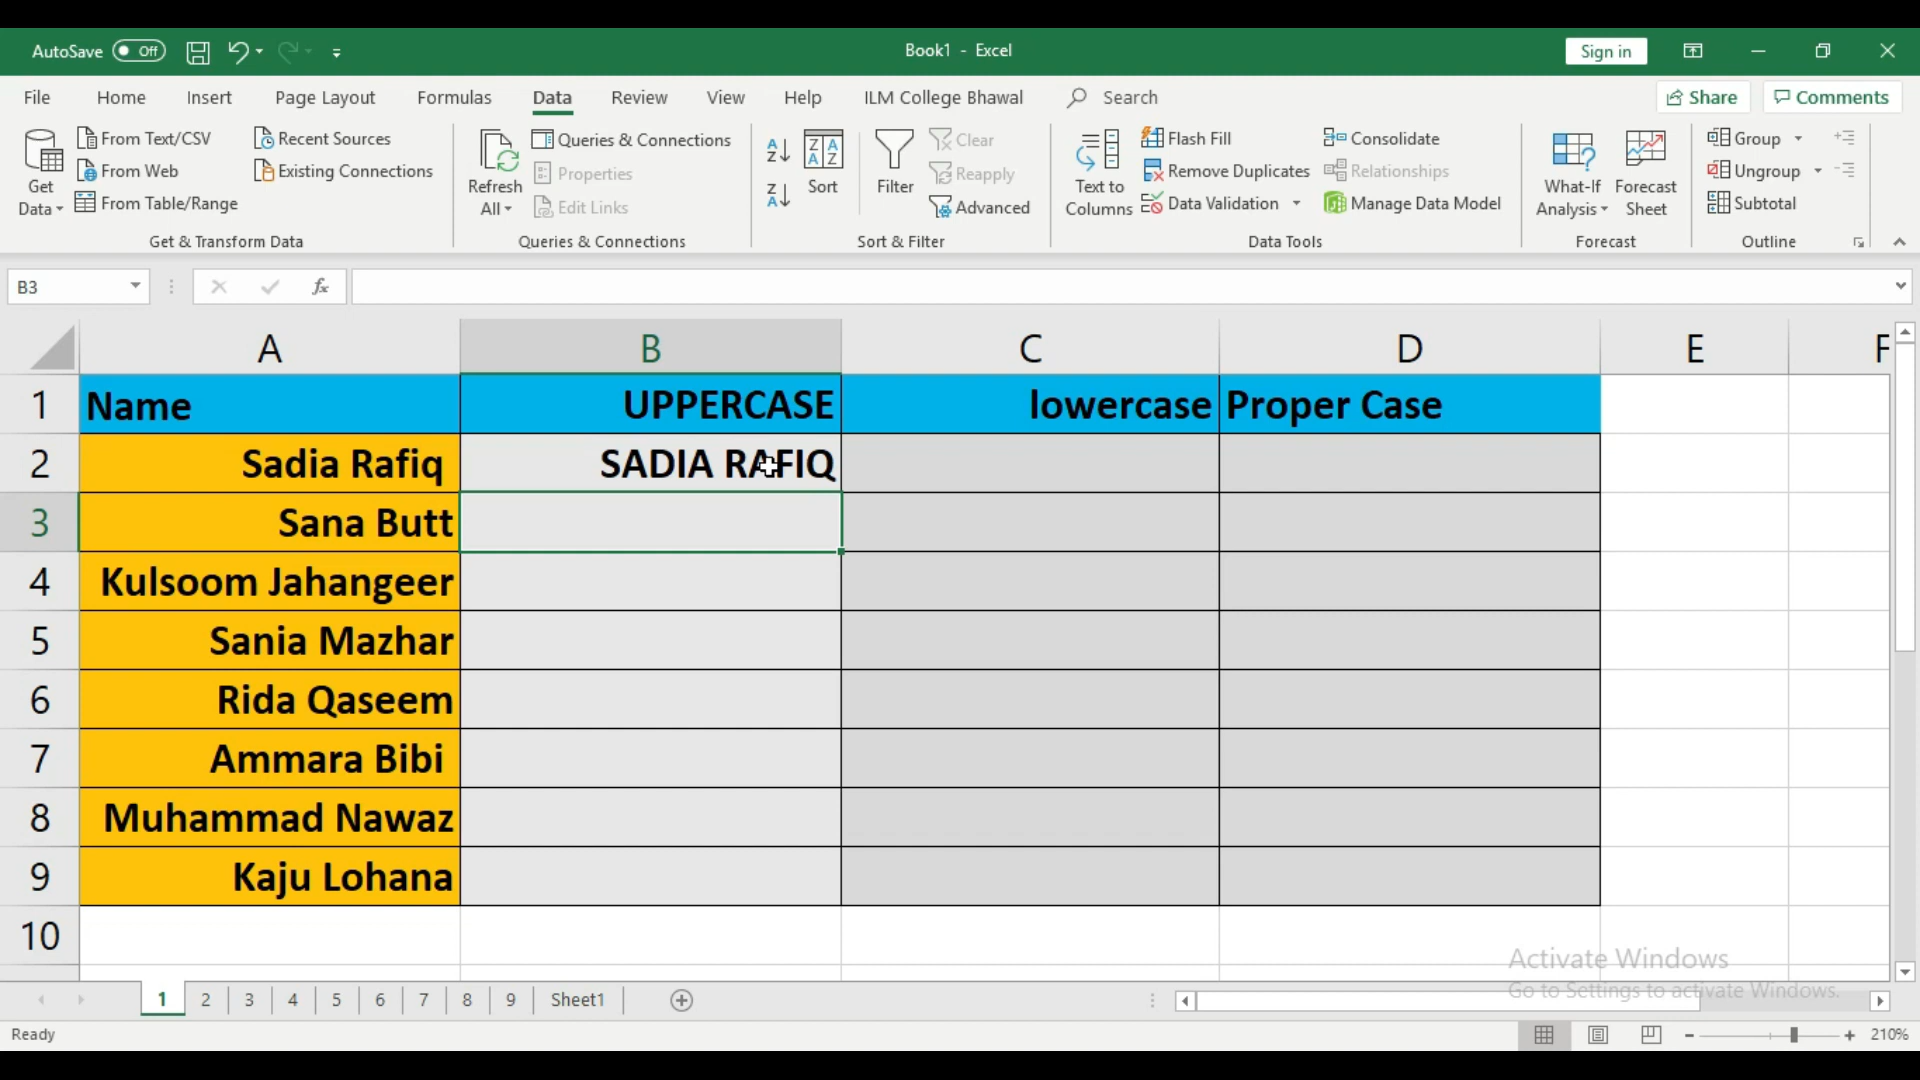 AutoSave Off
Book1 - Excel
Sign in
File Home Insert Page Layout Formulas Data Review View Help ILM College Bhawal Search Share Comments
Get Data
From Text/CSV
From Web
From Table/Range
Recent Sources
Existing Connections
Get & Transform Data
Refresh All
Queries & Connections
Properties
Edit Links
Queries & Connections
Sort
Filter
Clear
Reapply
Advanced
Sort & Filter
Text to Columns
Flash Fill
Remove Duplicates
Data Validation
Consolidate
Relationships
Manage Data Model
Data Tools
What-If Analysis
Forecast Sheet
Forecast
Group
Ungroup
Subtotal
Outline
B3 fx
A B C D E F
1 Name UPPERCASE lowercase Proper Case
2 Sadia Rafiq SADIA RAFIQ
3 Sana Butt
4 Kulsoom Jahangeer
5 Sania Mazhar
6 Rida Qaseem
7 Ammara Bibi
8 Muhammad Nawaz
9 Kaju Lohana
10
Activate Windows
Go to Settings to activate Windows.
1 2 3 4 5 6 7 8 9 Sheet1
Ready 210%